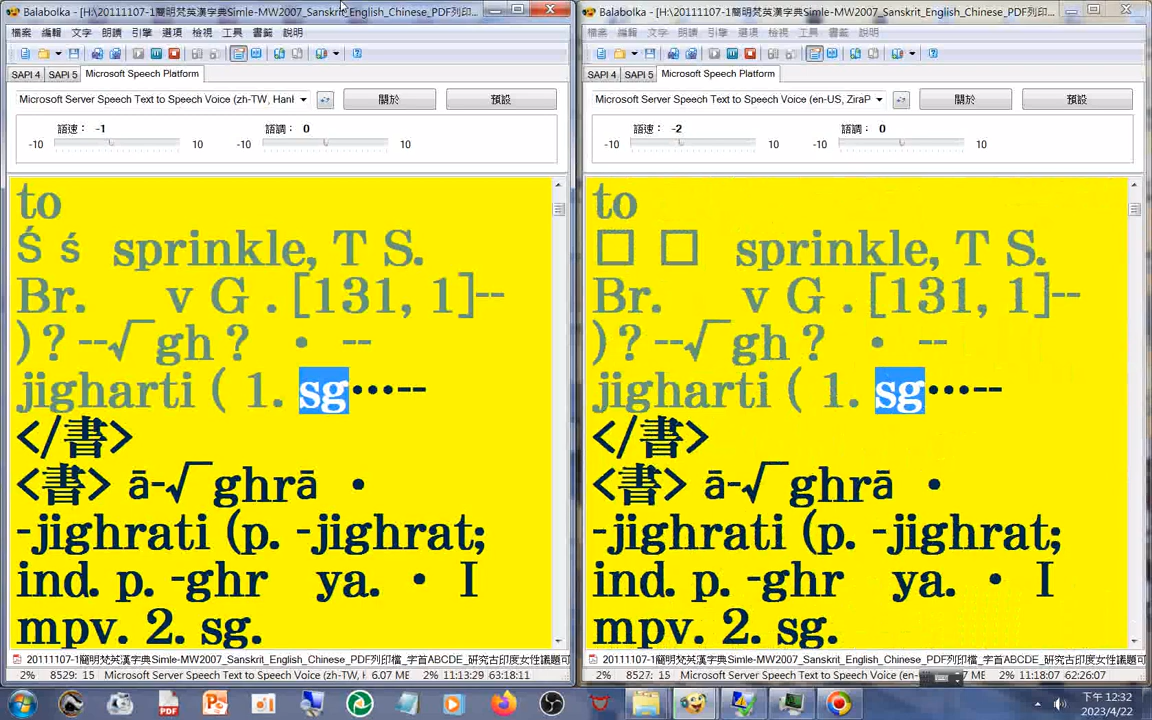 Balabolka - [H:\20111107-1簡明梵英漢字典Simle-MW2007_Sanskrit_English_Chinese_PDF列印...
檔案 編輯 文字 朗讀 引擎 選項 檢視 工具 書籤 說明
SAPI 4 SAPI 5 Microsoft Speech Platform
Microsoft Server Speech Text to Speech Voice (zh-TW, Hanl
關於 預設
語速： -1 語調： 0
-10 10 -10 10
to
Ś ś sprinkle, T S.
Br. v G . [131, 1]--
) ? --√ gh ? • --
jigharti ( 1. sg…--
</書>
<書> ā-√ ghrā •
-jighrati (p. -jighrat;
ind. p. -ghr ya. • I
mpv. 2. sg.
20111107-1簡明梵英漢字典Simle-MW2007_Sanskrit_English_Chinese_PDF列印檔_字首ABCDE_研究古印度女性議題可
2% 8529: 15 Microsoft Server Speech Text to Speech Voice (zh-TW, H 6.07 ME 2% 11:13:29 63:18:11
Balabolka - [H:\20111107-1簡明梵英漢字典Simle-MW2007_Sanskrit_English_Chinese_PDF列印...
檔案 編輯 文字 朗讀 引擎 選項 檢視 工具 書籤 說明
SAPI 4 SAPI 5 Microsoft Speech Platform
Microsoft Server Speech Text to Speech Voice (en-US, ZiraP
關於 預設
語速： -2 語調： 0
-10 10 -10 10
to
□ □ sprinkle, T S.
Br. v G . [131, 1]--
) ? --√ gh ? • --
jigharti ( 1. sg…--
</書>
<書> ā-√ ghrā •
-jighrati (p. -jighrat;
ind. p. -ghr ya. • I
mpv. 2. sg.
20111107-1簡明梵英漢字典Simle-MW2007_Sanskrit_English_Chinese_PDF列印檔_字首ABCDE_研究古印度女性議題可
2% 8527: 15 Microsoft Server Speech Text to Speech Voice (en-US, 2% 11:18:07 62:26:07
下午 12:32
2023/4/22